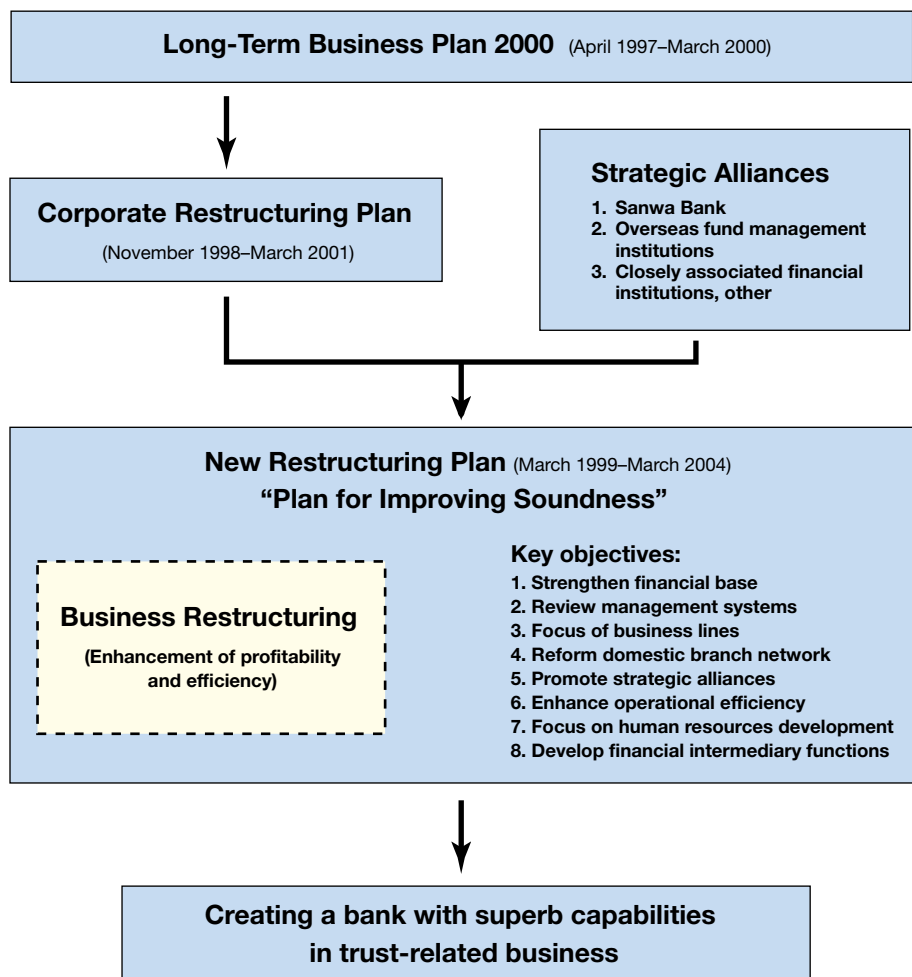 Long-Term Business Plan 2000 (April 1997–March 2000)
Corporate Restructuring Plan
(November 1998–March 2001)
Strategic Alliances
1. Sanwa Bank
2. Overseas fund management
institutions
3. Closely associated financial
institutions, other
New Restructuring Plan (March 1999–March 2004)
“Plan for Improving Soundness”
Business Restructuring
(Enhancement of profitability
and efficiency)
Key objectives:
1. Strengthen financial base
2. Review management systems
3. Focus of business lines
4. Reform domestic branch network
5. Promote strategic alliances
6. Enhance operational efficiency
7. Focus on human resources development
8. Develop financial intermediary functions
Creating a bank with superb capabilities
in trust-related business